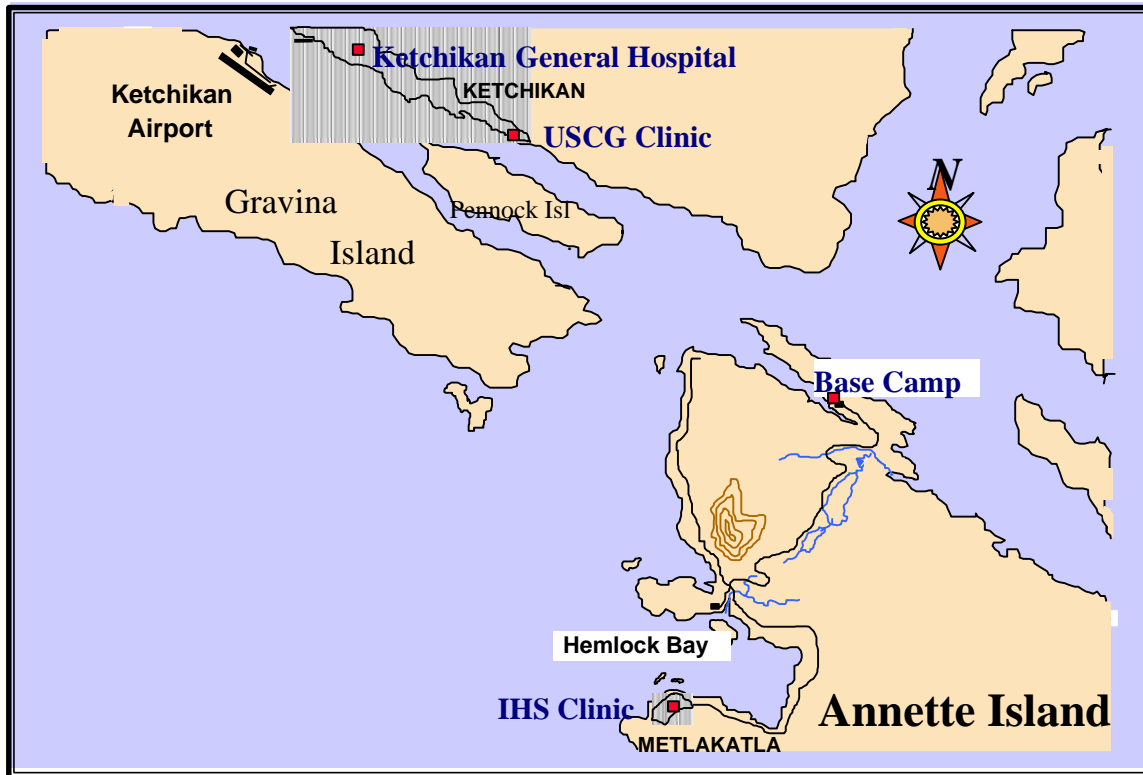 Ketchikan General Hospital
KETCHIKAN
Ketchikan
Airport
USCG Clinic
N
Gravina
Island
Pennock Isl
Base Camp
Hemlock Bay
IHS Clinic
Annette Island
METLAKATLA